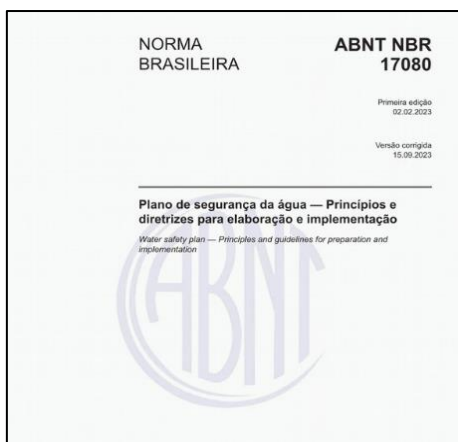 NORMA
BRASILEIRA
ABNT NBR
17080
Primeira edição
02.02.2023
Versão corrigida
15.09.2023
Plano de segurança da água — Princípios e
diretrizes para elaboração e implementação
Water safety plan — Principles and guidelines for preparation and
implementation
ABNT